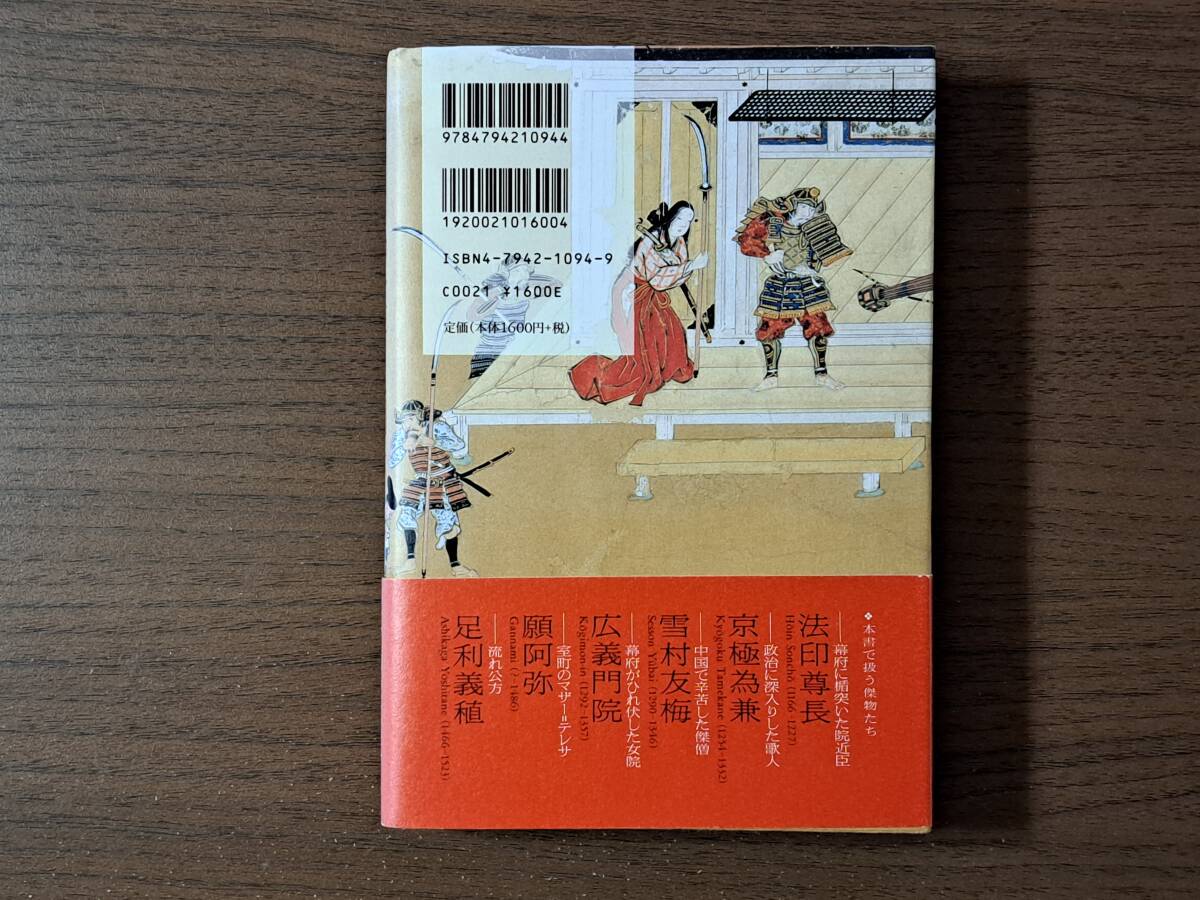 9784794210944
1920021016004
ISBN4-7942-1094-9
C0021 ¥1600E
定価(本体1600円+税)
❖本書で扱う傑物たち
――幕府に楯突いた院近臣
法印尊長
Hōin Sonchō (1166-1227)
――政治に深入りした歌人
京極為兼
Kyōgoku Tamekane (1254-1332)
――中国で辛苦した傑僧
雪村友梅
Sesson Yūbai (1290-1346)
――幕府がひれ伏した女院
広義門院
Kōgimon-in (1292-1357)
――室町のマザー=テレサ
願阿弥
Gannami (?-1486)
――流れ公方
足利義稙
Ashikaga Yoshitane (1466-1523)